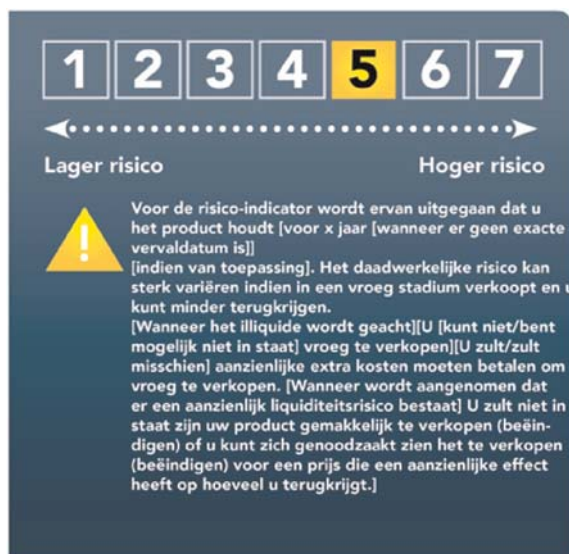 1 2 3 4 5 6 7
Lager risico Hoger risico
!
Voor de risico-indicator wordt ervan uitgegaan dat u
het product houdt [voor x jaar [wanneer er geen exacte
vervaldatum is]]
[indien van toepassing]. Het daadwerkelijke risico kan
sterk variëren indien in een vroeg stadium verkoopt en u
kunt minder terugkrijgen.
[Wanneer het illiquide wordt geacht][U [kunt niet/bent
mogelijk niet in staat] vroeg te verkopen][U zult/zult
misschien] aanzienlijke extra kosten moeten betalen om
vroeg te verkopen. [Wanneer wordt aangenomen dat
er een aanzienlijk liquiditeitsrisico bestaat] U zult niet in
staat zijn uw product gemakkelijk te verkopen (beëin-
digen) of u kunt zich genoodzaakt zien het te verkopen
(beëindigen) voor een prijs die een aanzienlijke effect
heeft op hoeveel u terugkrijgt.]